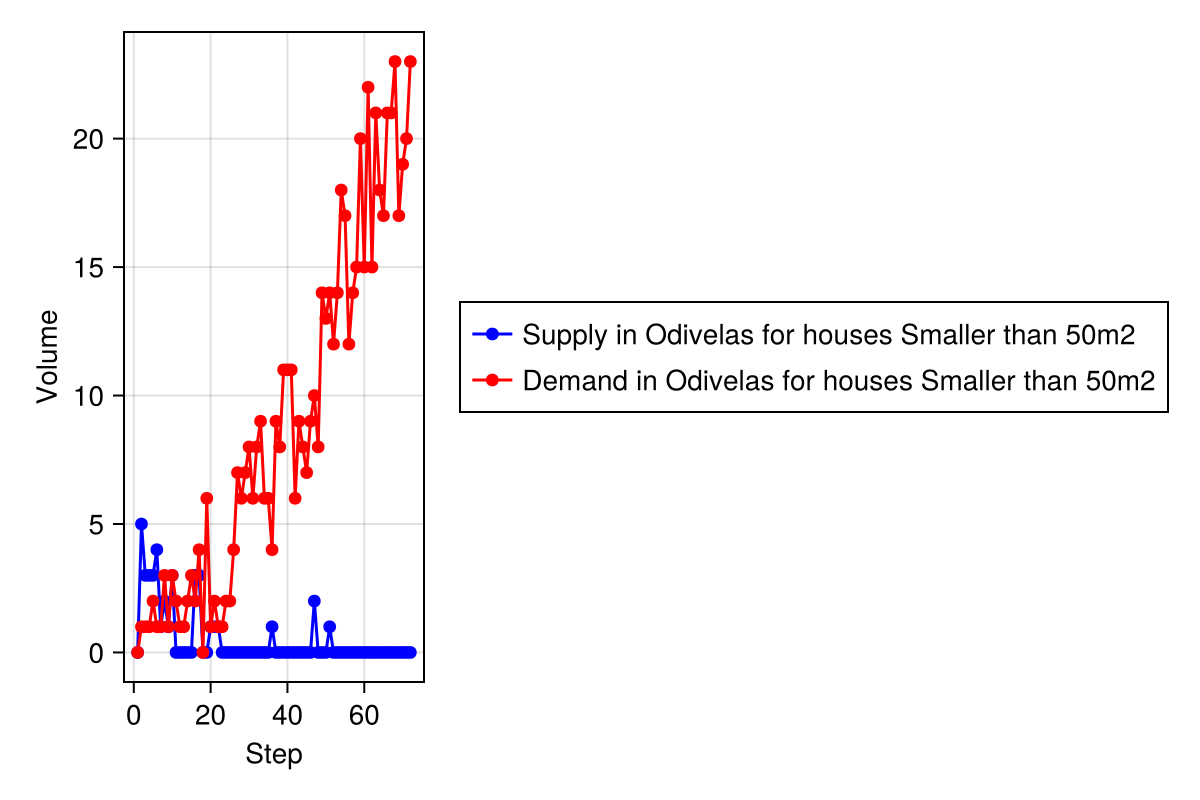 Volume
20
15
10
5
0
0 20 40 60
Step
Supply in Odivelas for houses Smaller than 50m2
Demand in Odivelas for houses Smaller than 50m2